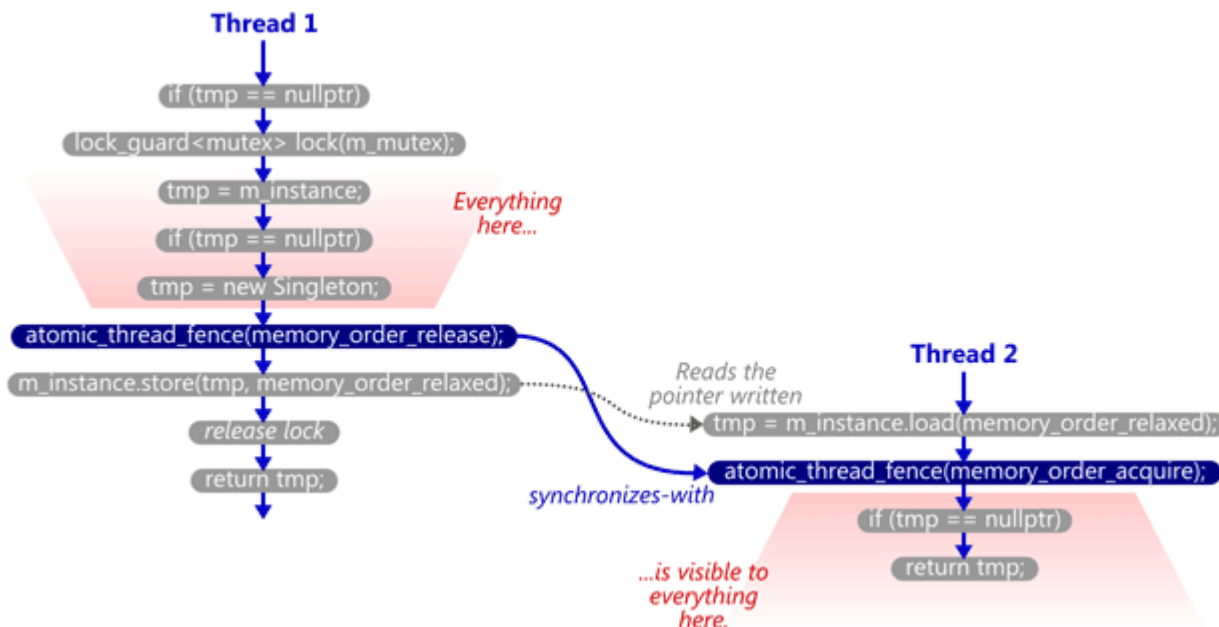 Thread 1
if (tmp == nullptr)
lock_guard<mutex> lock(m_mutex);
tmp = m_instance;
Everything
here...
if (tmp == nullptr)
tmp = new Singleton;
atomic_thread_fence(memory_order_release);
m_instance.store(tmp, memory_order_relaxed);
release lock
return tmp;
Reads the
pointer written
synchronizes-with
Thread 2
tmp = m_instance.load(memory_order_relaxed);
atomic_thread_fence(memory_order_acquire);
if (tmp == nullptr)
return tmp;
...is visible to
everything
here.